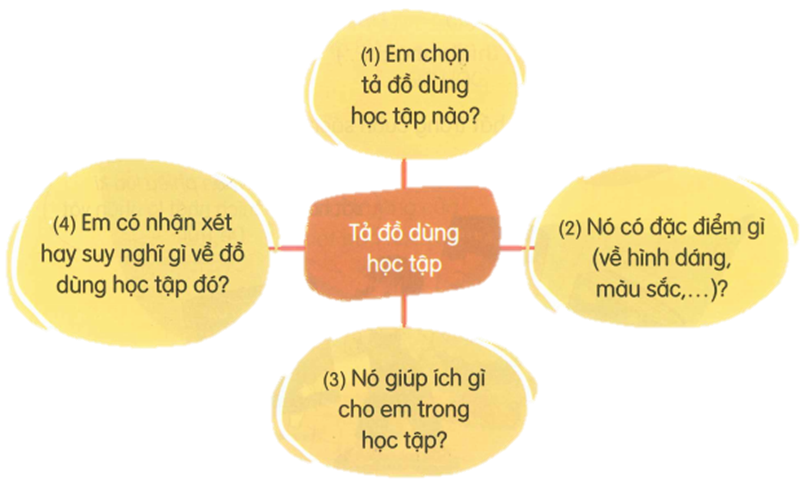 (1) Em chọn
tả đồ dùng
học tập nào?
Tả đồ dùng
học tập
(2) Nó có đặc điểm gì
(về hình dáng,
màu sắc,...)?
(3) Nó giúp ích gì
cho em trong
học tập?
(4) Em có nhận xét
hay suy nghĩ gì về đồ
dùng học tập đó?